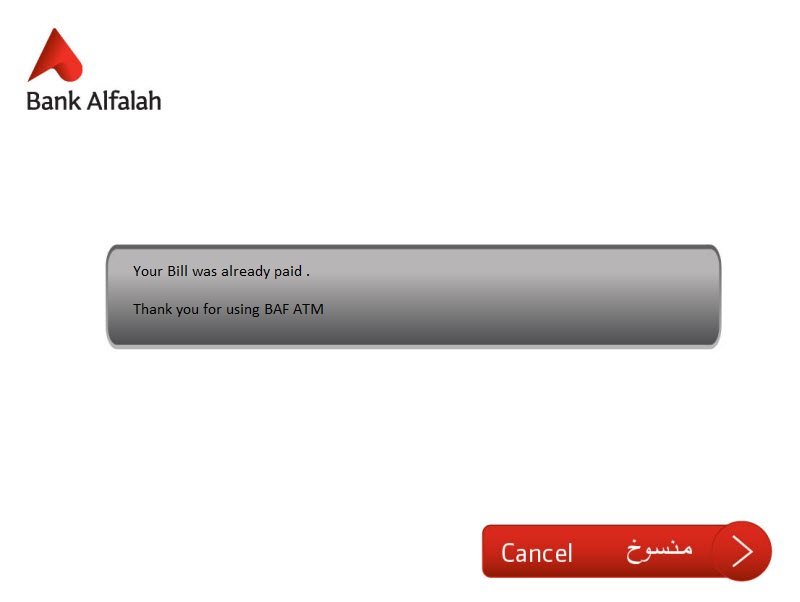 Bank Alfalah
Your Bill was already paid .
Thank you for using BAF ATM
Cancel منسوخ